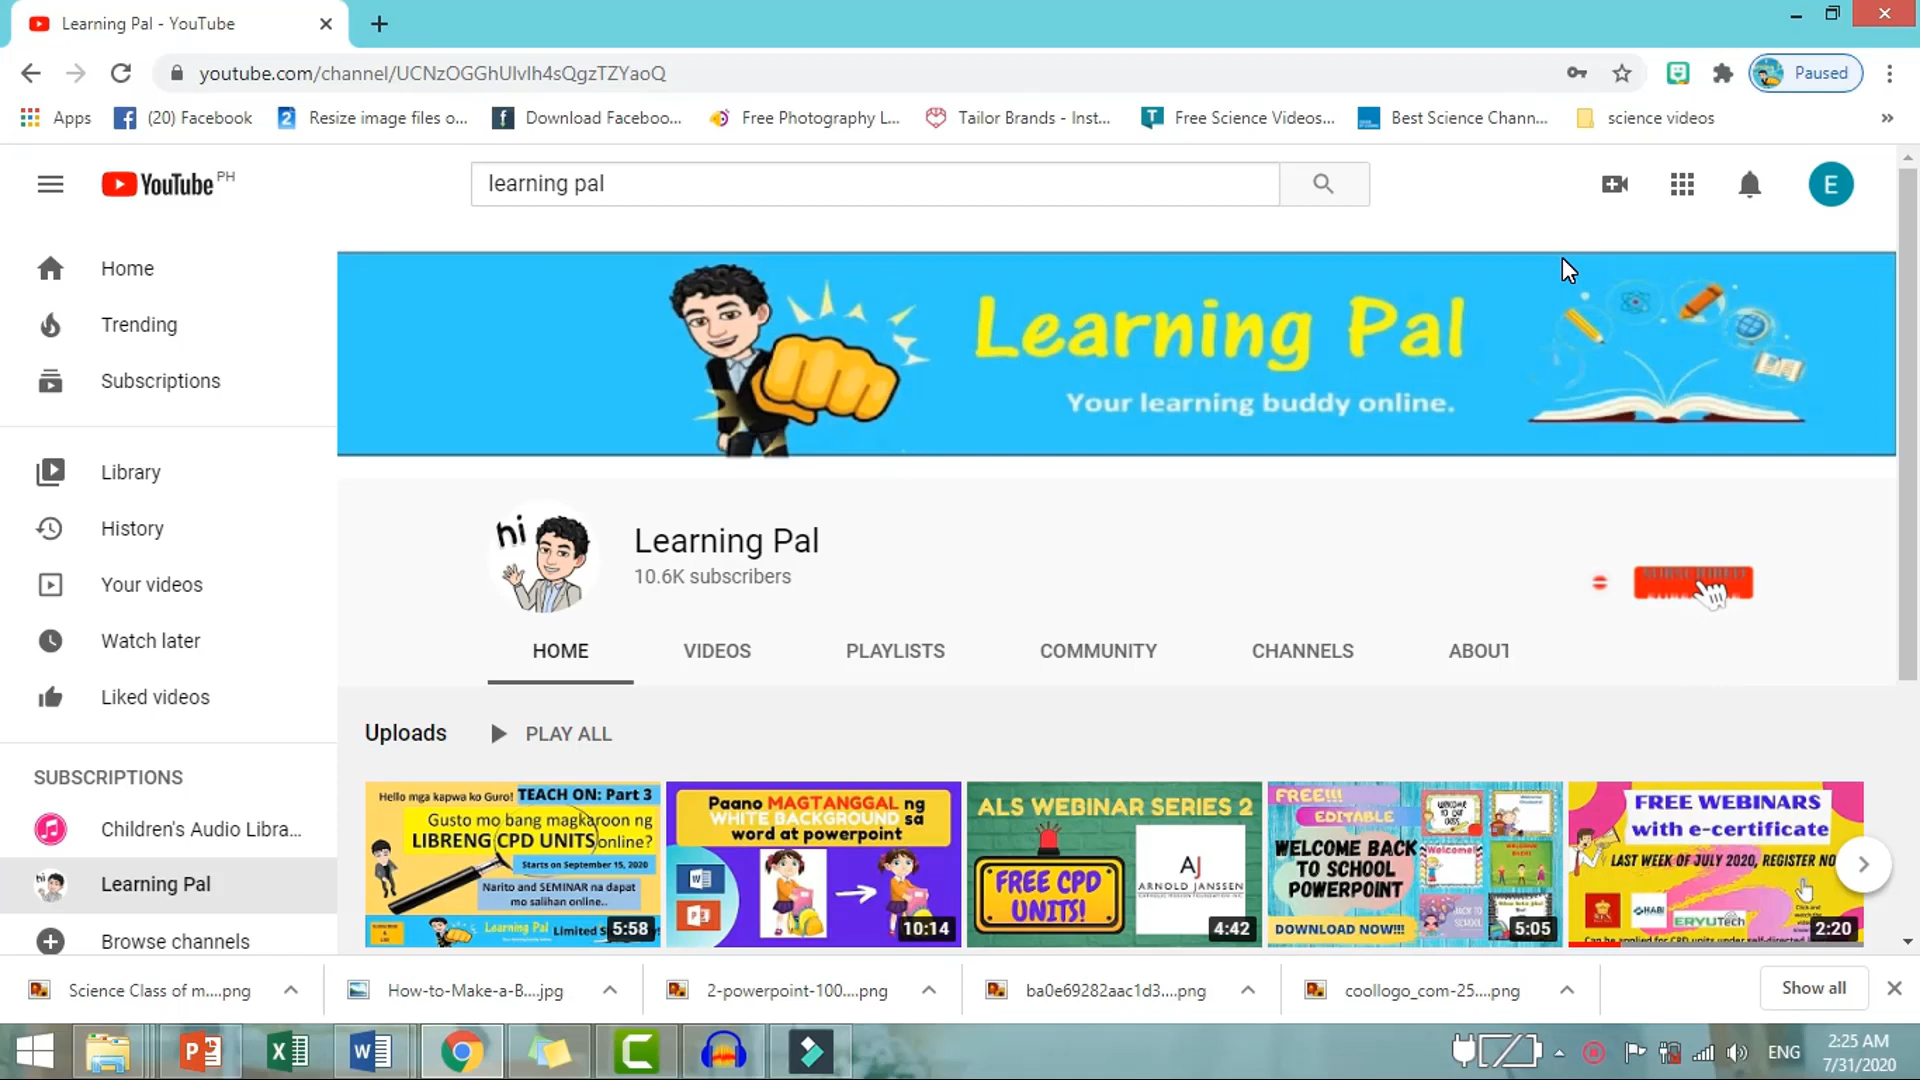 Learning Pal - YouTube
youtube.com/channel/UCNzOGGhUIvIh4sQgzTZYaoQ
Paused
Apps
(20) Facebook
Resize image files o...
Download Faceboo...
Free Photography L...
Tailor Brands - Inst...
Free Science Videos...
Best Science Chann...
science videos
YouTube PH
learning pal
E
Home
Trending
Subscriptions
Library
History
Your videos
Watch later
Liked videos
SUBSCRIPTIONS
Children's Audio Libra...
Learning Pal
Browse channels
Learning Pal
Your learning buddy online.
hi
Learning Pal
10.6K subscribers
HOME
VIDEOS
PLAYLISTS
COMMUNITY
CHANNELS
ABOUT
Uploads
PLAY ALL
Hello mga kapwa ko Guro! TEACH ON: Part 3
Gusto mo bang magkaroon ng
LIBRENG CPD UNITS online?
Starts on September 15, 2020
Narito and SEMINAR na dapat
mo salihan online..
Learning Pal
Limited S
5:58
Paano MAGTANGGAL ng
WHITE BACKGROUND sa
word at powerpoint
10:14
ALS WEBINAR SERIES 2
FREE CPD
UNITS!
AJ
ARNOLD JANSSEN
4:42
FREE!!!
EDITABLE
WELCOME BACK
TO SCHOOL
POWERPOINT
DOWNLOAD NOW!!!
Welcome!
BACK TO
SCHOOL
5:05
FREE WEBINARS
with e-certificate
LAST WEEK OF JULY 2020, REGISTER NO
HABI
ERYUTech
2:20
Science Class of m....png
How-to-Make-a-B....jpg
2-powerpoint-100....png
ba0e69282aac1d3....png
coollogo_com-25....png
Show all
ENG
2:25 AM
7/31/2020